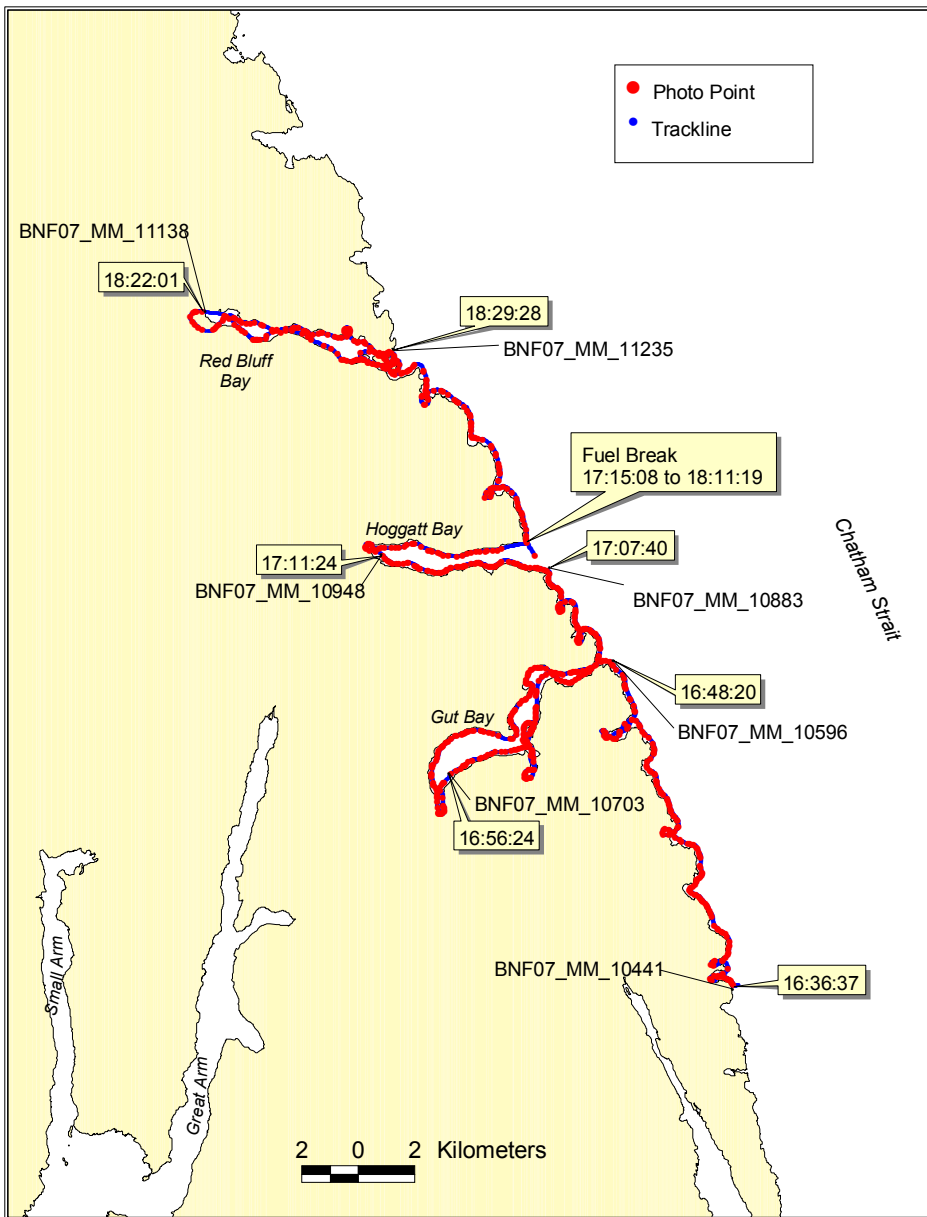 Photo Point
Trackline
BNF07_MM_11138
18:22:01
18:29:28
BNF07_MM_11235
Red Bluff
Bay
Fuel Break
17:15:08 to 18:11:19
Hoggatt Bay
17:11:24
17:07:40
BNF07_MM_10948
BNF07_MM_10883
Chatham Strait
16:48:20
Gut Bay
BNF07_MM_10596
BNF07_MM_10703
16:56:24
BNF07_MM_10441
16:36:37
Small Arm
Great Arm
2 0 2 Kilometers